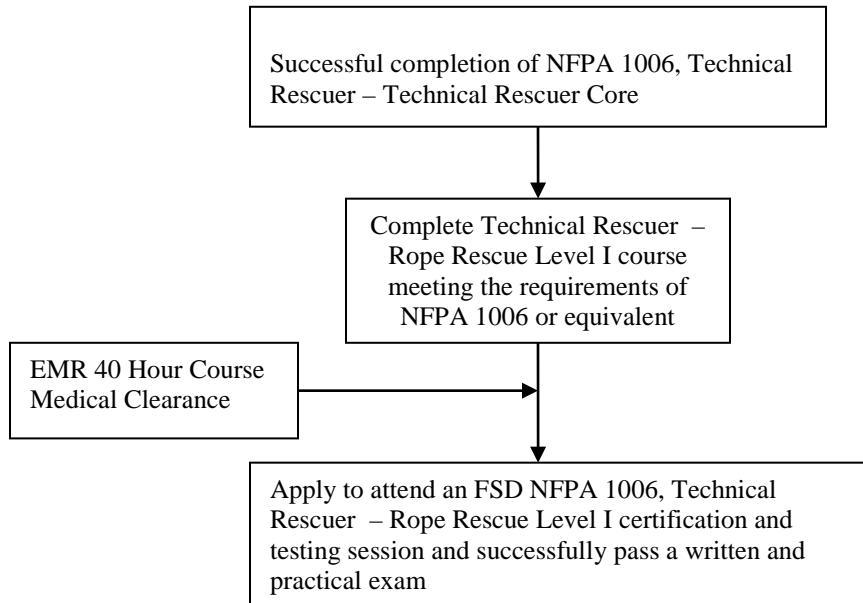 Successful completion of NFPA 1006, Technical
Rescuer – Technical Rescuer Core
Complete Technical Rescuer –
Rope Rescue Level I course
meeting the requirements of
NFPA 1006 or equivalent
EMR 40 Hour Course
Medical Clearance
Apply to attend an FSD NFPA 1006, Technical
Rescuer – Rope Rescue Level I certification and
testing session and successfully pass a written and
practical exam